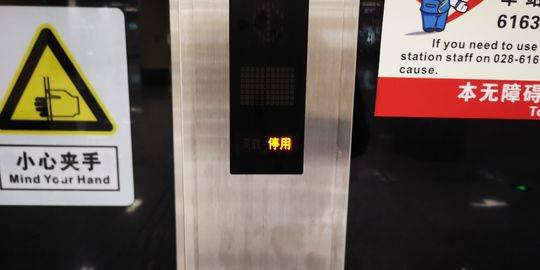 小心夹手
Mind Your Hand
停用
6163
If you need to use
station staff on 028-616
cause.
本无障碍